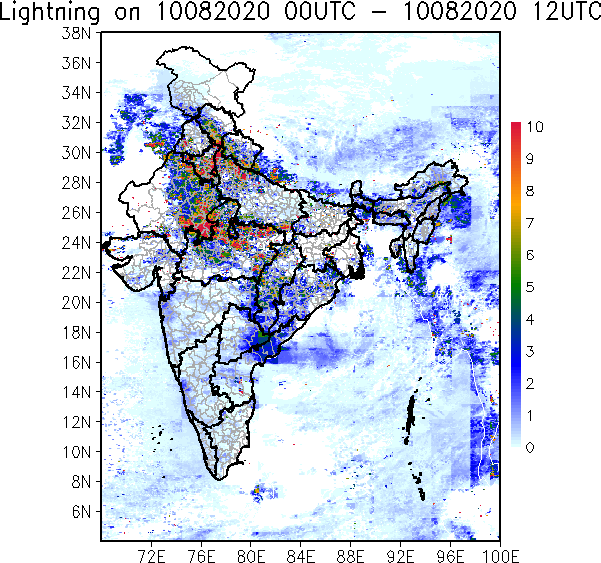 Lightning on 10082020 00UTC – 10082020 12UTC
38N
36N
34N
32N
30N
28N
26N
24N
22N
20N
18N
16N
14N
12N
10N
8N
6N
72E 76E 80E 84E 88E 92E 96E 100E
10
9
8
7
6
5
4
3
2
1
0